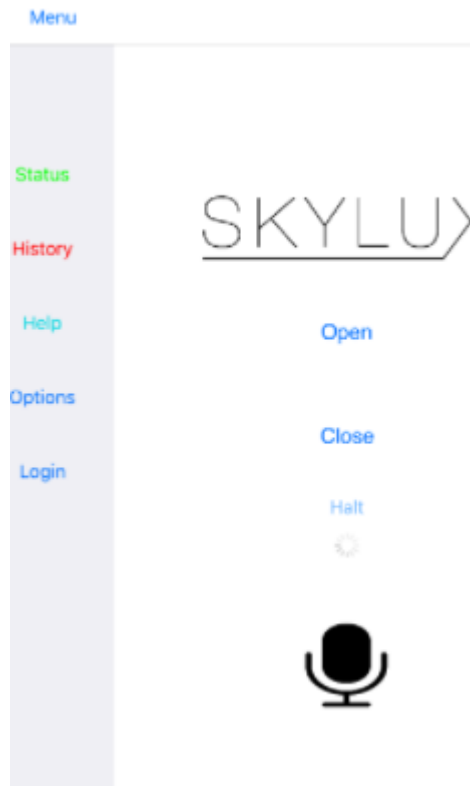 Menu
Status
History
Help
Options
Login
SKYLUX
Open
Close
Halt